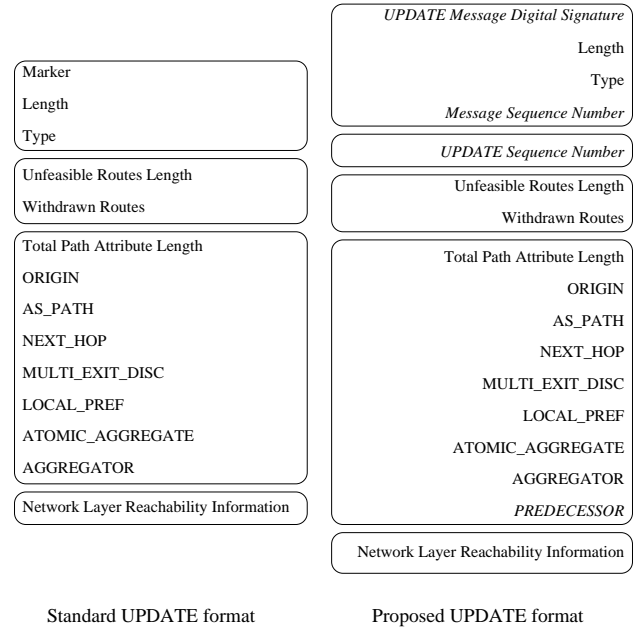 Marker
Length
Type
Unfeasible Routes Length
Withdrawn Routes
Total Path Attribute Length
ORIGIN
AS_PATH
NEXT_HOP
MULTI_EXIT_DISC
LOCAL_PREF
ATOMIC_AGGREGATE
AGGREGATOR
Network Layer Reachability Information
Standard UPDATE format
UPDATE Message Digital Signature
Length
Type
Message Sequence Number
UPDATE Sequence Number
Unfeasible Routes Length
Withdrawn Routes
Total Path Attribute Length
ORIGIN
AS_PATH
NEXT_HOP
MULTI_EXIT_DISC
LOCAL_PREF
ATOMIC_AGGREGATE
AGGREGATOR
PREDECESSOR
Network Layer Reachability Information
Proposed UPDATE format